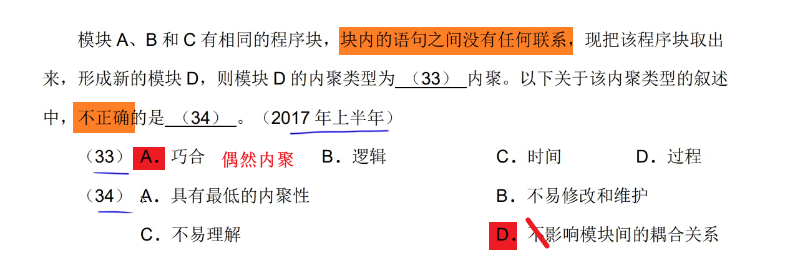 模块 A、B 和 C 有相同的程序块，块内的语句之间没有任何联系，现把该程序块取出
来，形成新的模块 D，则模块 D 的内聚类型为 （33） 内聚。以下关于该内聚类型的叙述
中，不正确的是 （34） 。（2017 年上半年）
（33） A．巧合 偶然内聚 B．逻辑 C．时间 D．过程
（34） A．具有最低的内聚性 B．不易修改和维护
C．不易理解 D．不影响模块间的耦合关系